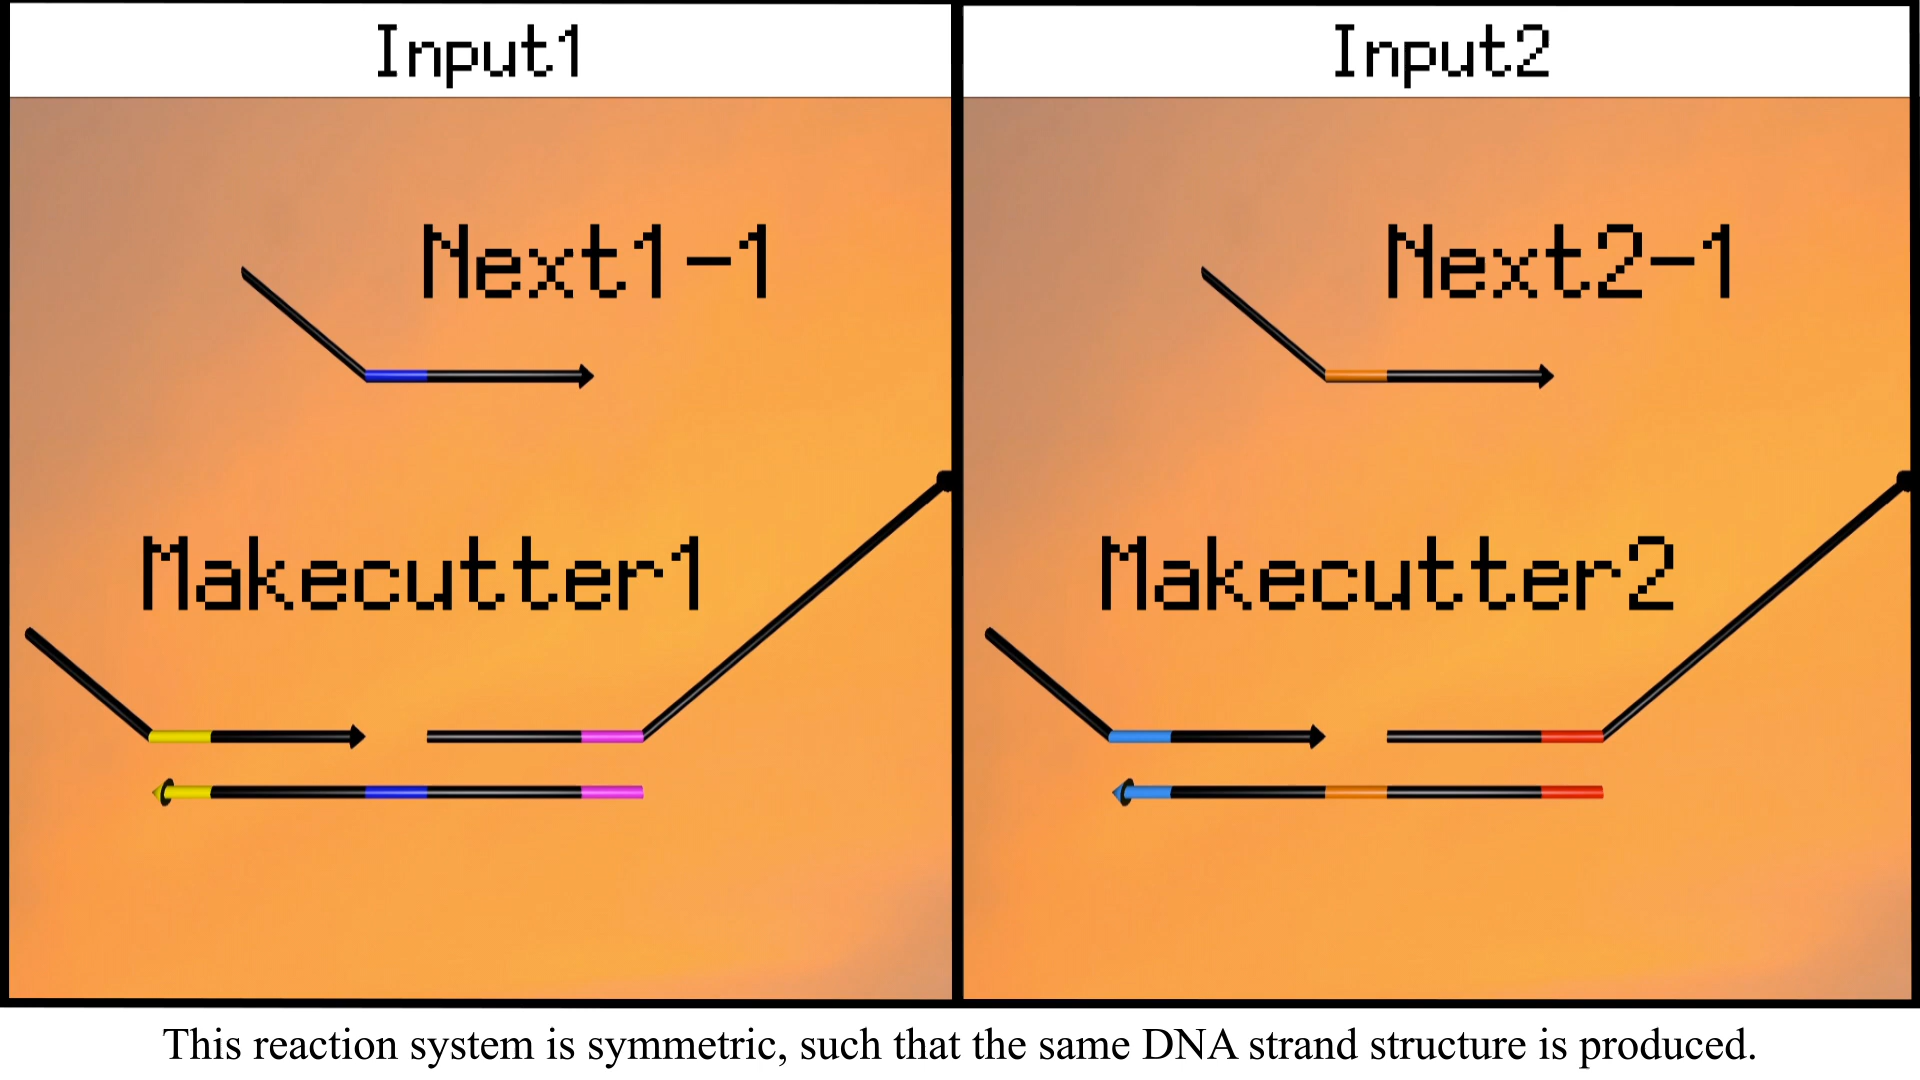 Input1
Input2
Next1-1
Next2-1
Makecutter1
Makecutter2
This reaction system is symmetric, such that the same DNA strand structure is produced.